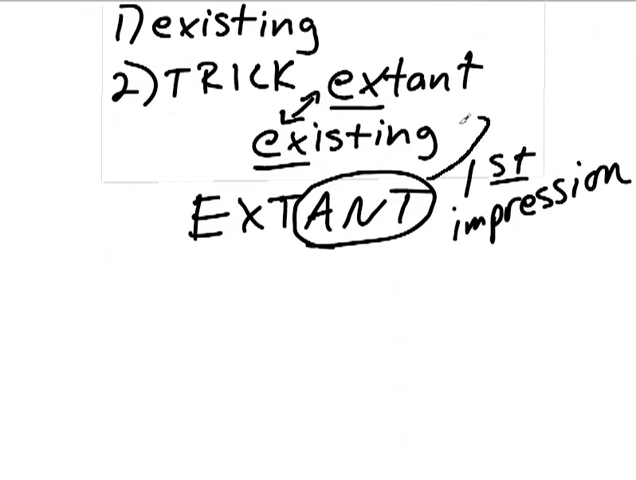 1) existing
2) TRICK extant
existing
EXTANT
1st
impression